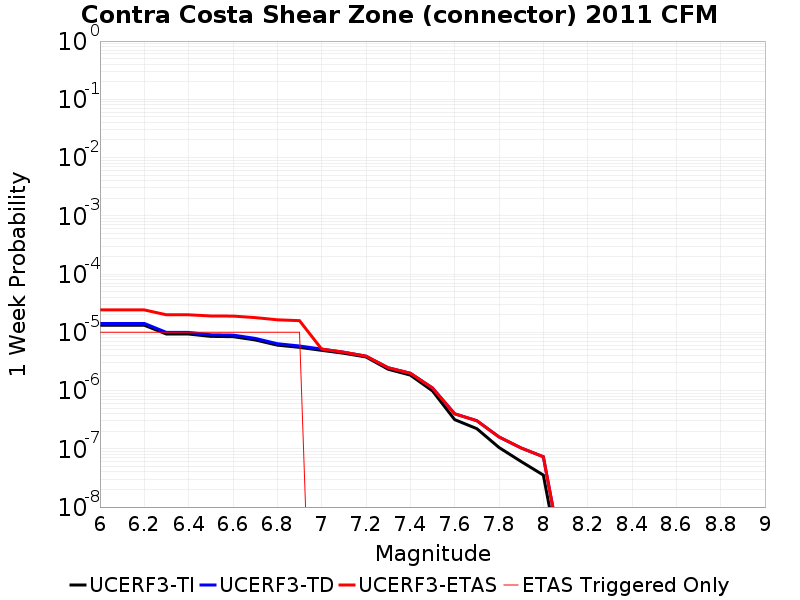 Contra Costa Shear Zone (connector) 2011 CFM
1 Week Probability
10^0
10^-1
10^-2
10^-3
10^-4
10^-5
10^-6
10^-7
10^-8
6 6.2 6.4 6.6 6.8 7 7.2 7.4 7.6 7.8 8 8.2 8.4 8.6 8.8 9
Magnitude
UCERF3-TI UCERF3-TD UCERF3-ETAS ETAS Triggered Only